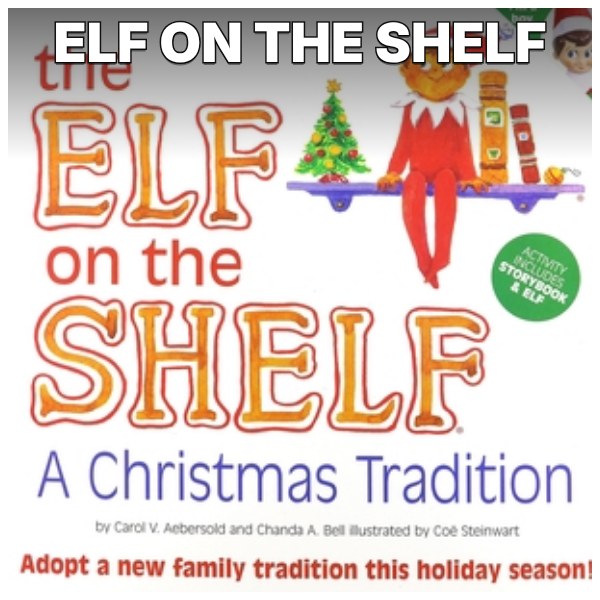 ELF ON THE SHELF
the
ELF
on the
SHELF
ACTIVITY
INCLUDES
STORYBOOK
& ELF
A Christmas Tradition
by Carol V. Aebersold and Chanda A. Bell illustrated by Coë Steinwart
Adopt a new family tradition this holiday season!